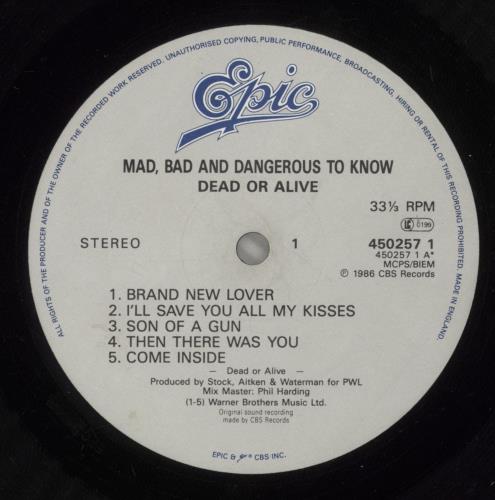 ALL RIGHTS OF THE PRODUCER AND OF THE OWNER OF THE RECORDED WORK RESERVED. UNAUTHORISED COPYING, PUBLIC PERFORMANCE, BROADCASTING, HIRING OR RENTAL OF THIS RECORDING PROHIBITED. MADE IN ENGLAND.
Epic
MAD, BAD AND DANGEROUS TO KNOW
DEAD OR ALIVE
33⅓ RPM
LC 0199
STEREO 1 450257 1
450257 1 A*
MCPS/BIEM
℗ 1986 CBS Records
1. BRAND NEW LOVER
2. I'LL SAVE YOU ALL MY KISSES
3. SON OF A GUN
4. THEN THERE WAS YOU
5. COME INSIDE
– Dead or Alive –
Produced by Stock, Aitken & Waterman for PWL
Mix Master: Phil Harding
(1-5) Warner Brothers Music Ltd.
Original sound recording
made by CBS Records
EPIC & CBS INC.